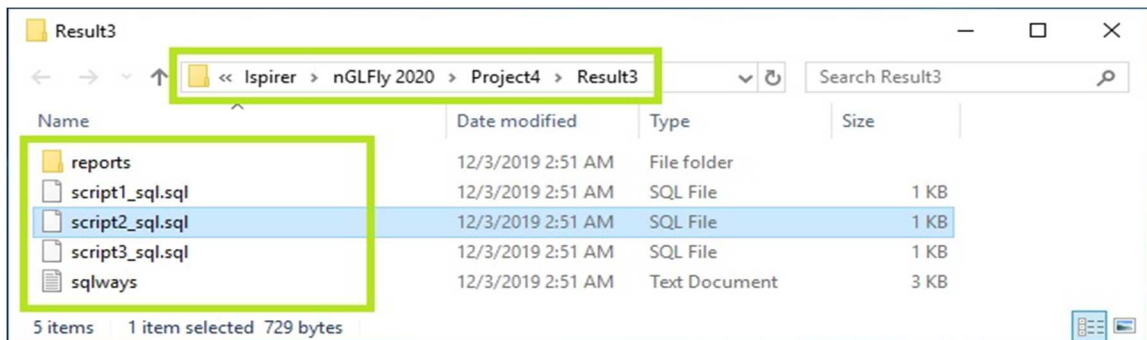 Result3
« Ispirer › nGLFly 2020 › Project4 › Result3 Search Result3
Name Date modified Type Size
reports 12/3/2019 2:51 AM File folder
script1_sql.sql 12/3/2019 2:51 AM SQL File 1 KB
script2_sql.sql 12/3/2019 2:51 AM SQL File 1 KB
script3_sql.sql 12/3/2019 2:51 AM SQL File 1 KB
sqlways 12/3/2019 2:51 AM Text Document 3 KB
5 items 1 item selected 729 bytes